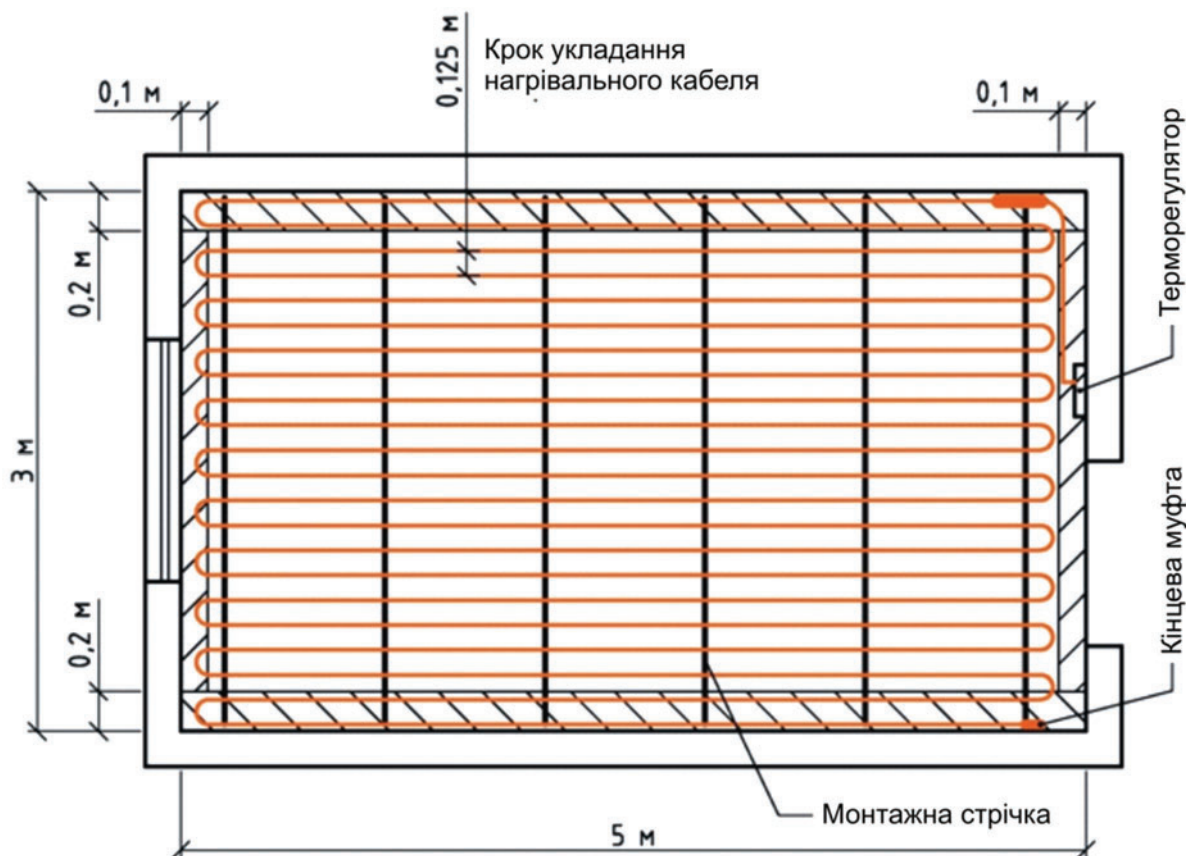 0,1 м
0,125 м
Крок укладання
нагрівального кабеля
0,1 м
Терморегулятор
0,2 м
3 м
0,2 м
Кінцева муфта
Монтажна стрічка
5 м